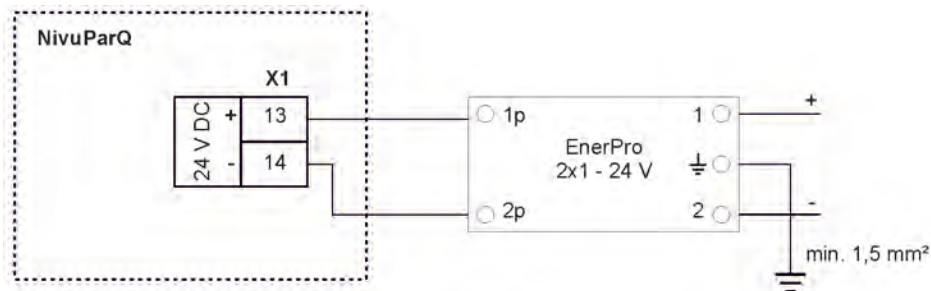 NivuParQ
X1
24 V DC
+ 13
- 14
1p
2p
EnerPro
2x1 - 24 V
1
2
+
-
min. 1,5 mm²